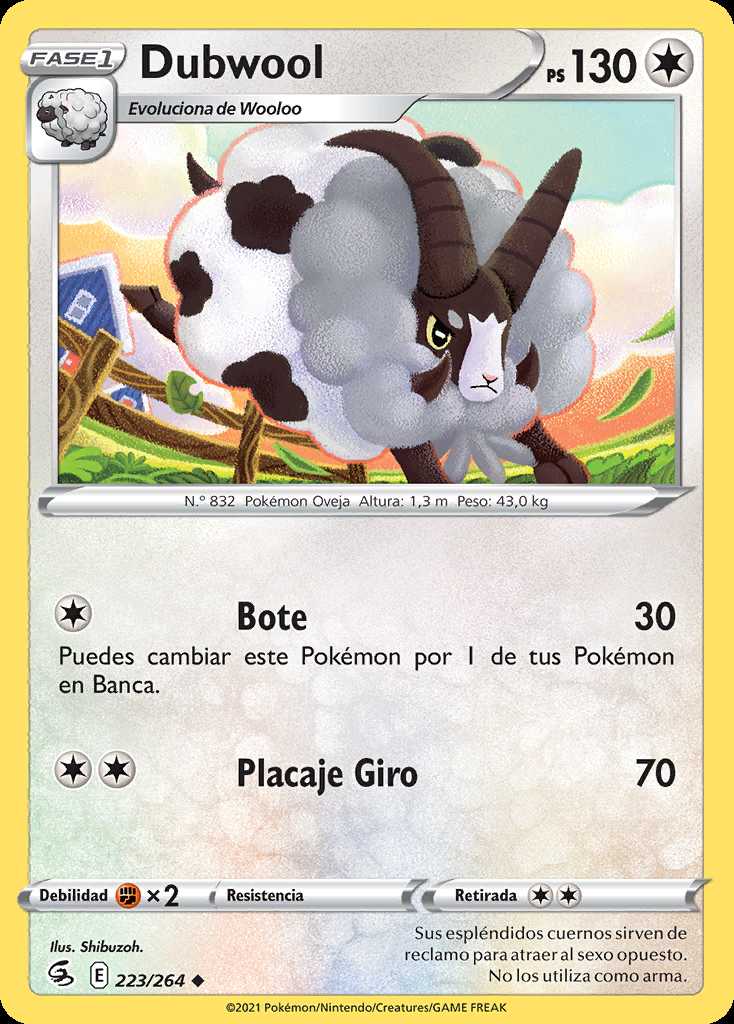 FASE 1 Dubwool PS 130
Evoluciona de Wooloo
N.º 832 Pokémon Oveja Altura: 1,3 m Peso: 43,0 kg
Bote 30
Puedes cambiar este Pokémon por 1 de tus Pokémon
en Banca.
Placaje Giro 70
Debilidad ×2 Resistencia Retirada
Ilus. Shibuzoh.
E 223/264
Sus espléndidos cuernos sirven de
reclamo para atraer al sexo opuesto.
No los utiliza como arma.
©2021 Pokémon/Nintendo/Creatures/GAME FREAK